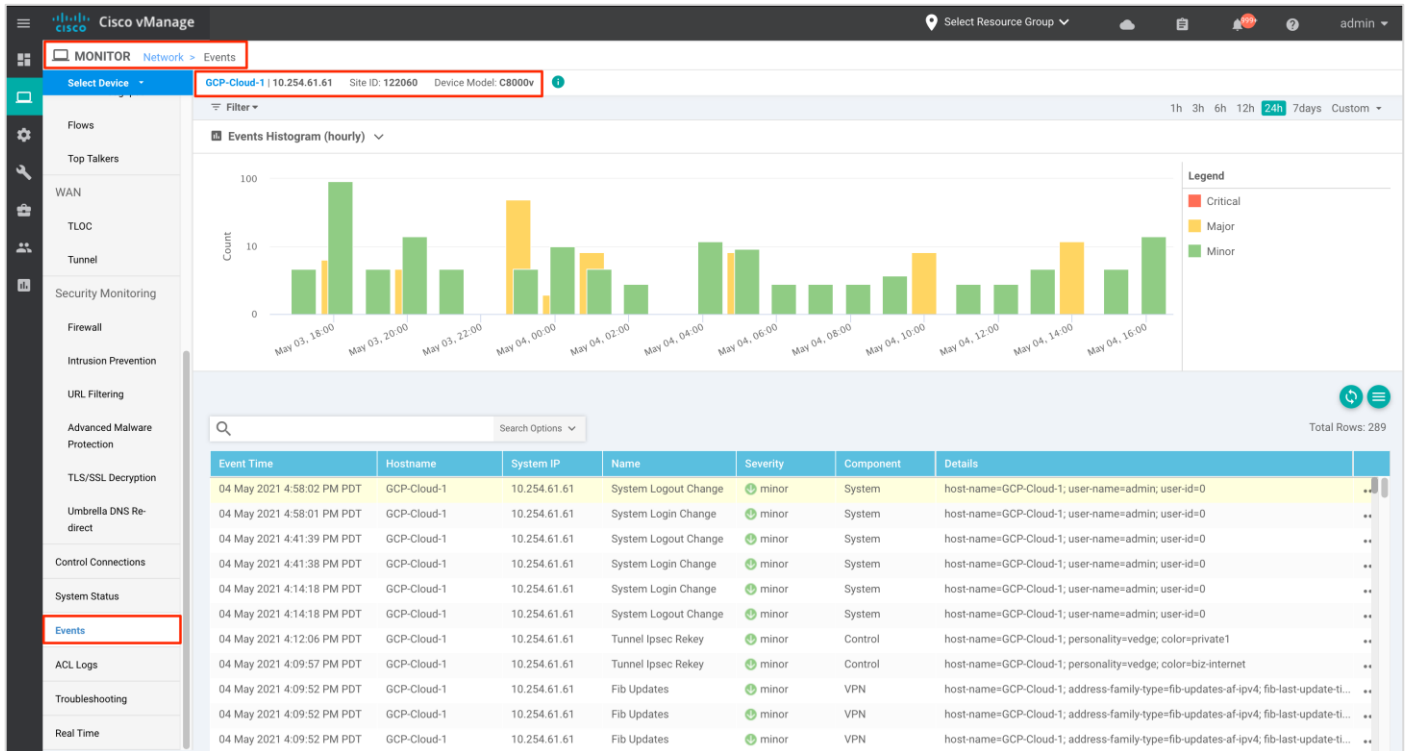 cisco Cisco vManage
Select Resource Group
999+
admin
MONITOR Network > Events
Select Device
GCP-Cloud-1 | 10.254.61.61 Site ID: 122060 Device Model: C8000v
Filter
1h 3h 6h 12h 24h 7days Custom
Flows
Top Talkers
WAN
TLOC
Tunnel
Security Monitoring
Firewall
Intrusion Prevention
URL Filtering
Advanced Malware
Protection
TLS/SSL Decryption
Umbrella DNS Re-
direct
Control Connections
System Status
Events
ACL Logs
Troubleshooting
Real Time
Events Histogram (hourly)
100
10
0
Count
May 03, 18:00
May 03, 20:00
May 03, 22:00
May 04, 00:00
May 04, 02:00
May 04, 04:00
May 04, 06:00
May 04, 08:00
May 04, 10:00
May 04, 12:00
May 04, 14:00
May 04, 16:00
Legend
Critical
Major
Minor
Search Options
Total Rows: 289
Event Time Hostname System IP Name Severity Component Details
04 May 2021 4:58:02 PM PDT GCP-Cloud-1 10.254.61.61 System Logout Change minor System host-name=GCP-Cloud-1; user-name=admin; user-id=0
04 May 2021 4:58:01 PM PDT GCP-Cloud-1 10.254.61.61 System Login Change minor System host-name=GCP-Cloud-1; user-name=admin; user-id=0
04 May 2021 4:41:39 PM PDT GCP-Cloud-1 10.254.61.61 System Logout Change minor System host-name=GCP-Cloud-1; user-name=admin; user-id=0
04 May 2021 4:41:38 PM PDT GCP-Cloud-1 10.254.61.61 System Login Change minor System host-name=GCP-Cloud-1; user-name=admin; user-id=0
04 May 2021 4:14:18 PM PDT GCP-Cloud-1 10.254.61.61 System Login Change minor System host-name=GCP-Cloud-1; user-name=admin; user-id=0
04 May 2021 4:14:18 PM PDT GCP-Cloud-1 10.254.61.61 System Logout Change minor System host-name=GCP-Cloud-1; user-name=admin; user-id=0
04 May 2021 4:12:06 PM PDT GCP-Cloud-1 10.254.61.61 Tunnel Ipsec Rekey minor Control host-name=GCP-Cloud-1; personality=vedge; color=private1
04 May 2021 4:09:57 PM PDT GCP-Cloud-1 10.254.61.61 Tunnel Ipsec Rekey minor Control host-name=GCP-Cloud-1; personality=vedge; color=biz-internet
04 May 2021 4:09:52 PM PDT GCP-Cloud-1 10.254.61.61 Fib Updates minor VPN host-name=GCP-Cloud-1; address-family-type=fib-updates-af-ipv4; fib-last-update-ti...
04 May 2021 4:09:52 PM PDT GCP-Cloud-1 10.254.61.61 Fib Updates minor VPN host-name=GCP-Cloud-1; address-family-type=fib-updates-af-ipv4; fib-last-update-ti...
04 May 2021 4:09:52 PM PDT GCP-Cloud-1 10.254.61.61 Fib Updates minor VPN host-name=GCP-Cloud-1; address-family-type=fib-updates-af-ipv4; fib-last-update-ti...